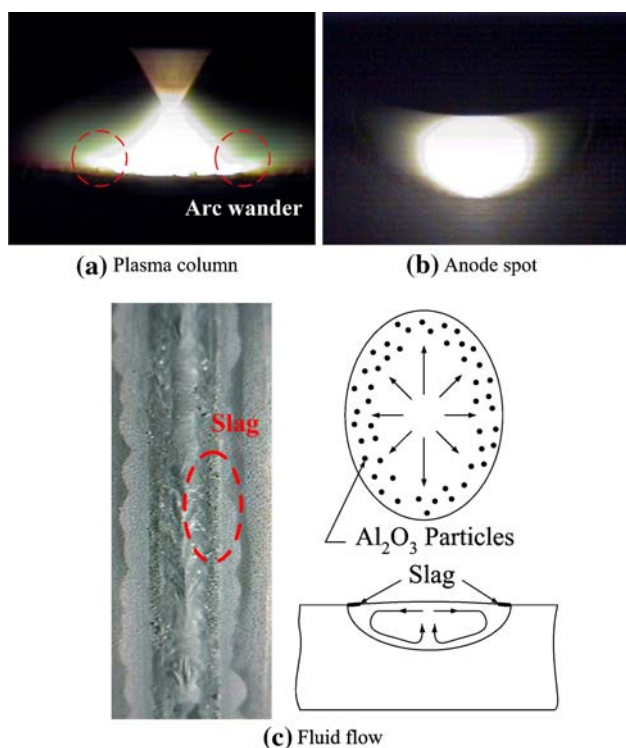 Arc wander
(a) Plasma column
(b) Anode spot
Slag
Al₂O₃ Particles
Slag
(c) Fluid flow